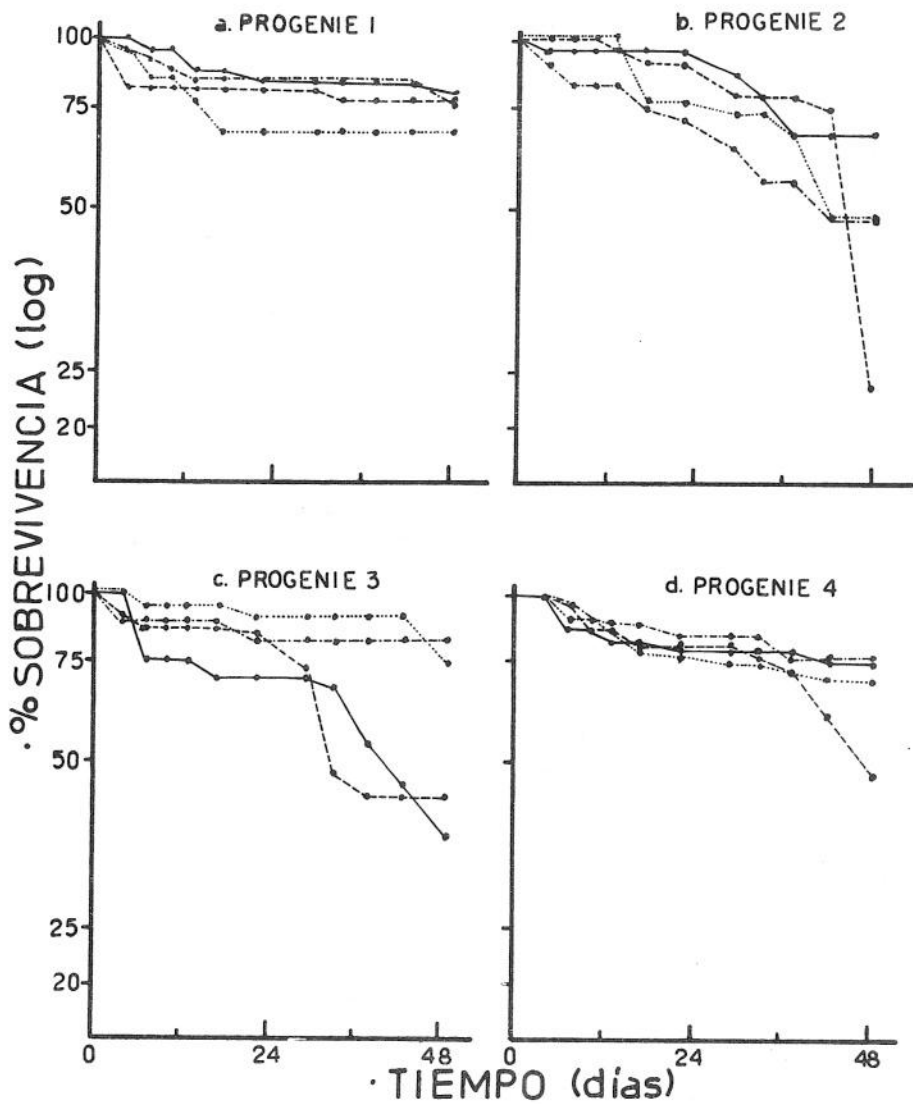 a. PROGENIE 1
b. PROGENIE 2
100
75
50
25
20
c. PROGENIE 3
d. PROGENIE 4
100
75
50
25
20
0
24
48
0
24
48
·% SOBREVIVENCIA (log)
·TIEMPO (días)